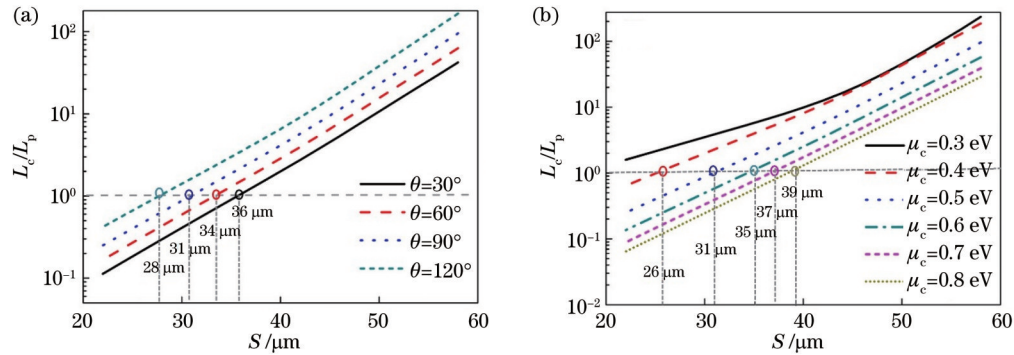 (a)
10²
10¹
10⁰
10⁻¹
L_c/L_p
20 30 40 50 60
S /μm
28 μm
31 μm
34 μm
36 μm
θ=30°
θ=60°
θ=90°
θ=120°
(b)
10²
10¹
10⁰
10⁻¹
10⁻²
L_c/L_p
20 30 40 50 60
S /μm
26 μm
31 μm
35 μm
37 μm
39 μm
μ_c=0.3 eV
μ_c=0.4 eV
μ_c=0.5 eV
μ_c=0.6 eV
μ_c=0.7 eV
μ_c=0.8 eV